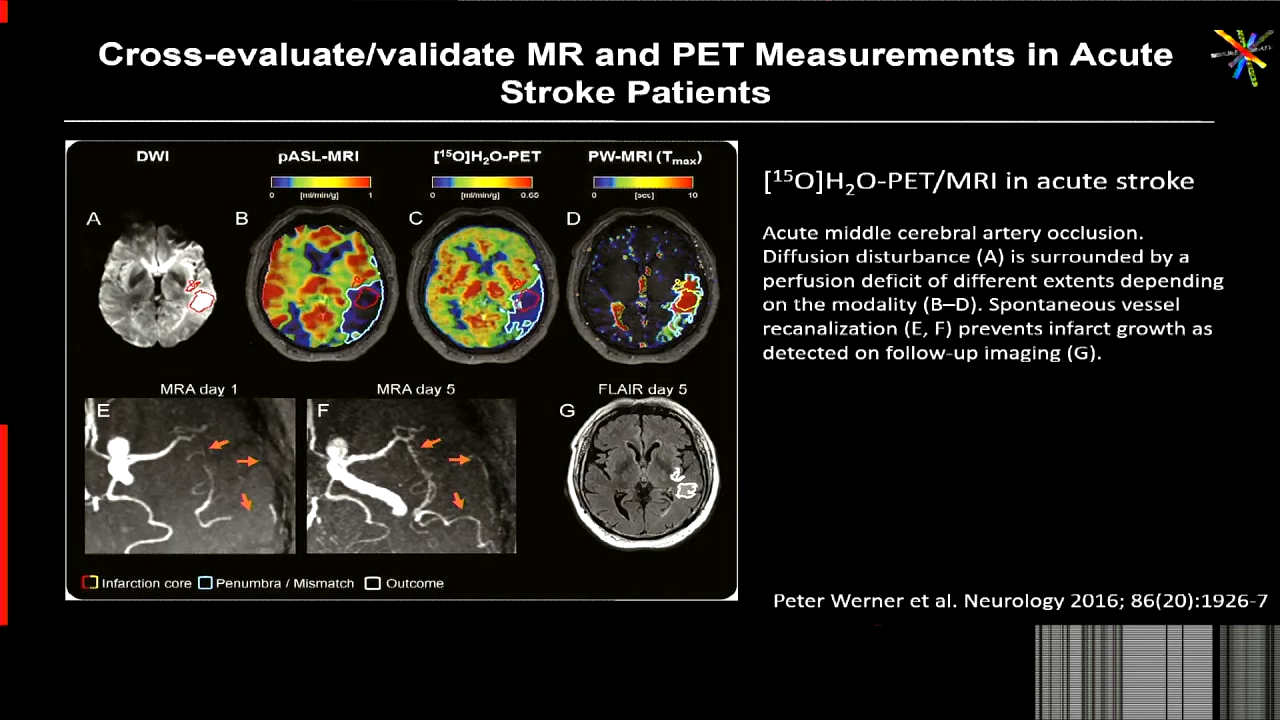 Cross-evaluate/validate MR and PET Measurements in Acute
Stroke Patients
DWI
pASL-MRI
[¹⁵O]H₂O-PET
PW-MRI (Tmax)
0 [ml/min/g] 1
0 [ml/min/g] 0.65
0 [sec] 10
A
B
C
D
MRA day 1
MRA day 5
FLAIR day 5
E
F
G
Infarction core
Penumbra / Mismatch
Outcome
[¹⁵O]H₂O-PET/MRI in acute stroke
Acute middle cerebral artery occlusion.
Diffusion disturbance (A) is surrounded by a
perfusion deficit of different extents depending
on the modality (B–D). Spontaneous vessel
recanalization (E, F) prevents infarct growth as
detected on follow-up imaging (G).
Peter Werner et al. Neurology 2016; 86(20):1926-7